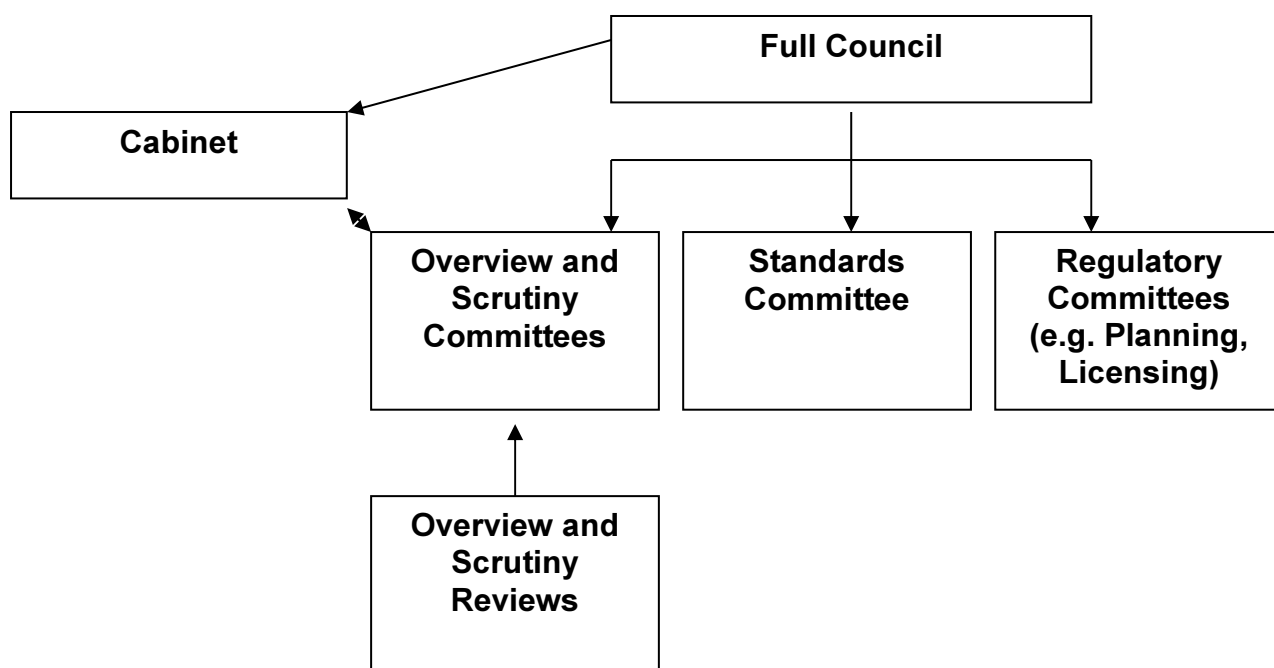 Full Council
Cabinet
Overview and
Scrutiny
Committees
Standards
Committee
Regulatory
Committees
(e.g. Planning,
Licensing)
Overview and
Scrutiny
Reviews